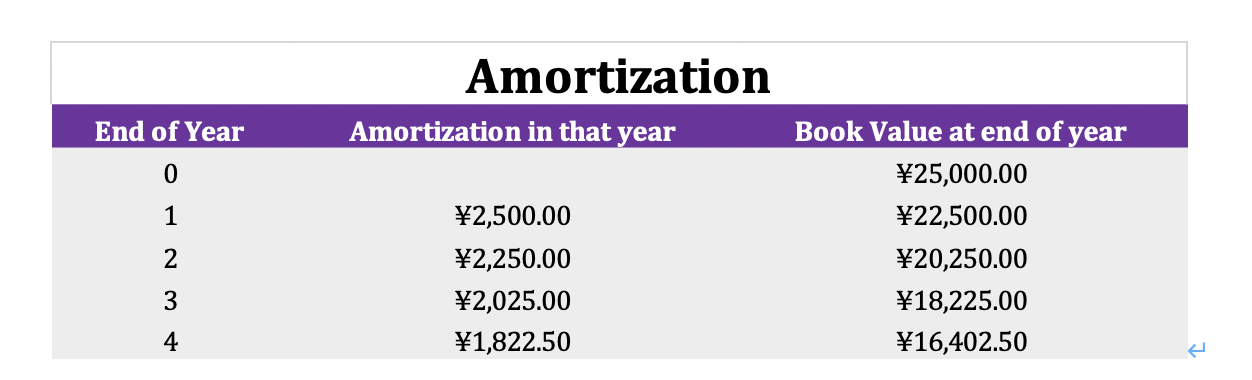 Amortization
End of Year Amortization in that year Book Value at end of year
0 ¥25,000.00
1 ¥2,500.00 ¥22,500.00
2 ¥2,250.00 ¥20,250.00
3 ¥2,025.00 ¥18,225.00
4 ¥1,822.50 ¥16,402.50